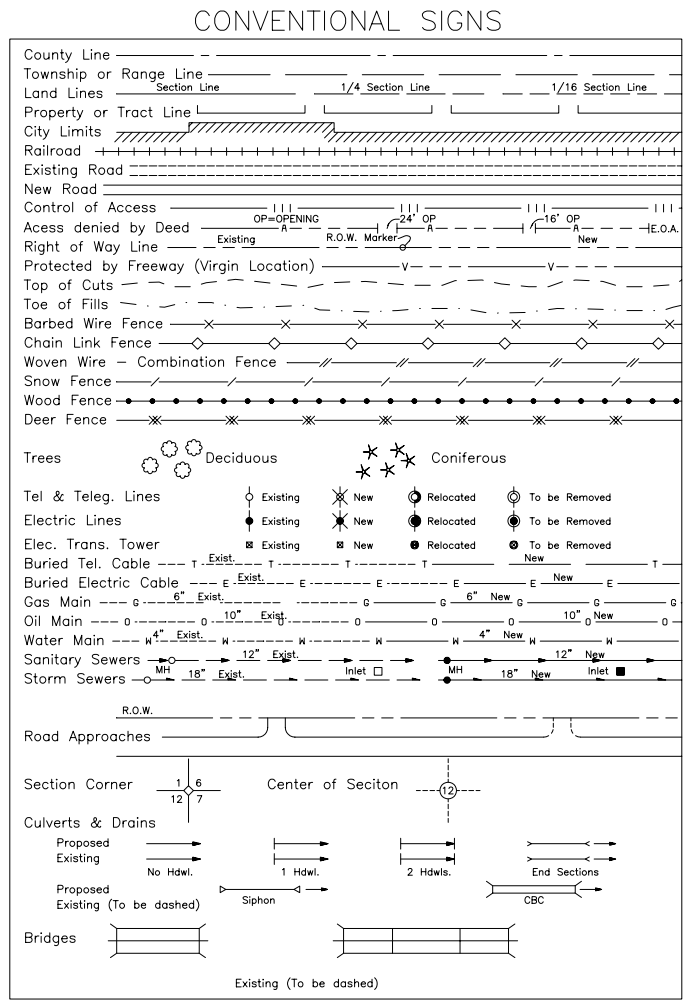 CONVENTIONAL SIGNS
County Line
Township or Range Line
Land Lines Section Line 1/4 Section Line 1/16 Section Line
Property or Tract Line
City Limits
Railroad
Existing Road
New Road
Control of Access
Acess denied by Deed OP=OPENING A 24' OP A 16' OP A E.O.A.
Right of Way Line Existing R.O.W. Marker New
Protected by Freeway (Virgin Location) V V
Top of Cuts
Toe of Fills
Barbed Wire Fence
Chain Link Fence
Woven Wire – Combination Fence
Snow Fence
Wood Fence
Deer Fence
Trees Deciduous Coniferous
Tel & Teleg. Lines Existing New Relocated To be Removed
Electric Lines Existing New Relocated To be Removed
Elec. Trans. Tower Existing New Relocated To be Removed
Buried Tel. Cable T Exist. T T T New T
Buried Electric Cable E Exist. E E E E New E
Gas Main G 6" Exist. G G 6" New G G
Oil Main O O 10" Exist. O O O O 10" O New
Water Main W 4" Exist. W W W W 4" New W W
Sanitary Sewers MH 12" Exist. MH 12" New
Storm Sewers 18" Exist. Inlet 18" New Inlet
R.O.W.
Road Approaches
Section Corner 1 6 12 7 Center of Seciton 12
Culverts & Drains
Proposed
Existing
No Hdwl. 1 Hdwl. 2 Hdwls. End Sections
Proposed
Existing (To be dashed) Siphon CBC
Bridges
Existing (To be dashed)